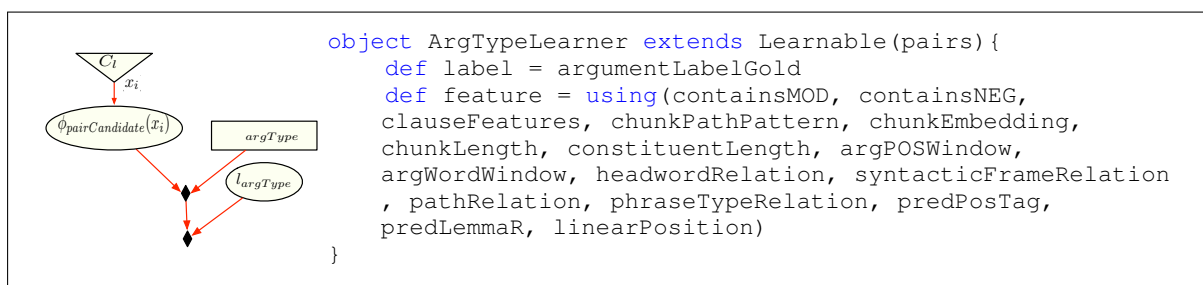 C_l
x_i
ϕ_pairCandidate(x_i)
argType
l_argType
object ArgTypeLearner extends Learnable(pairs){
def label = argumentLabelGold
def feature = using(containsMOD, containsNEG,
clauseFeatures, chunkPathPattern, chunkEmbedding,
chunkLength, constituentLength, argPOSWindow,
argWordWindow, headwordRelation, syntacticFrameRelation
, pathRelation, phraseTypeRelation, predPosTag,
predLemmaR, linearPosition)
}